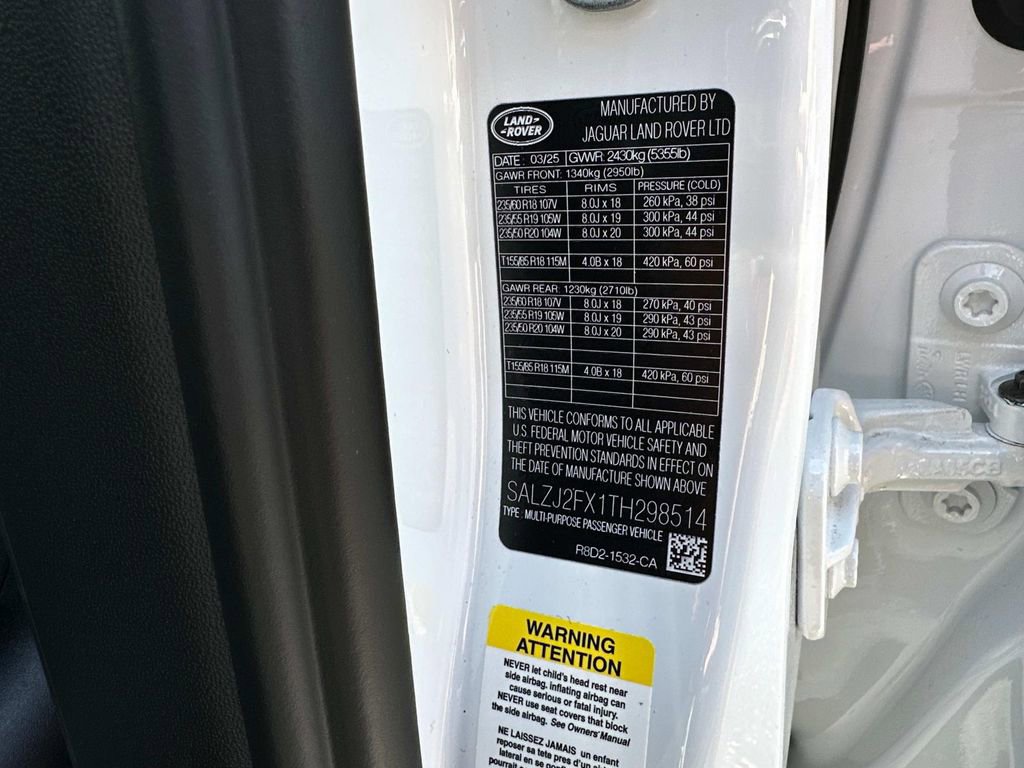 LAND-
-ROVER
MANUFACTURED BY
JAGUAR LAND ROVER LTD
DATE : 03/25 GVWR: 2430kg (5355lb)
GAWR FRONT: 1340kg (2950lb)
TIRES RIMS PRESSURE (COLD)
235/60 R18 107V 8.0J x 18 260 kPa, 38 psi
235/55 R19 105W 8.0J x 19 300 kPa, 44 psi
235/50 R20 104W 8.0J x 20 300 kPa, 44 psi
T155/85 R18 115M 4.0B x 18 420 kPa, 60 psi
GAWR REAR: 1230kg (2710lb)
235/60 R18 107V 8.0J x 18 270 kPa, 40 psi
235/55 R19 105W 8.0J x 19 290 kPa, 43 psi
235/50 R20 104W 8.0J x 20 290 kPa, 43 psi
T155/85 R18 115M 4.0B x 18 420 kPa, 60 psi
THIS VEHICLE CONFORMS TO ALL APPLICABLE
U.S. FEDERAL MOTOR VEHICLE SAFETY AND
THEFT PREVENTION STANDARDS IN EFFECT ON
THE DATE OF MANUFACTURE SHOWN ABOVE
SALZJ2FX1TH298514
TYPE : MULTI-PURPOSE PASSENGER VEHICLE
R8D2-1532-CA
WARNING
ATTENTION
NEVER let child's head rest near
side airbag. inflating airbag can
cause serious or fatal injury.
NEVER use seat covers that block
the side airbag. See Owners' Manual
NE LAISSEZ JAMAIS un enfant
reposer sa tete pres d'un
lateral en se
pourrait